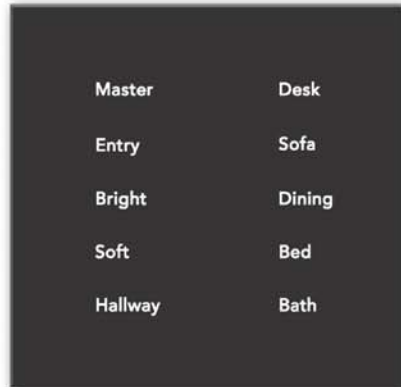 Master Desk
Entry Sofa
Bright Dining
Soft Bed
Hallway Bath